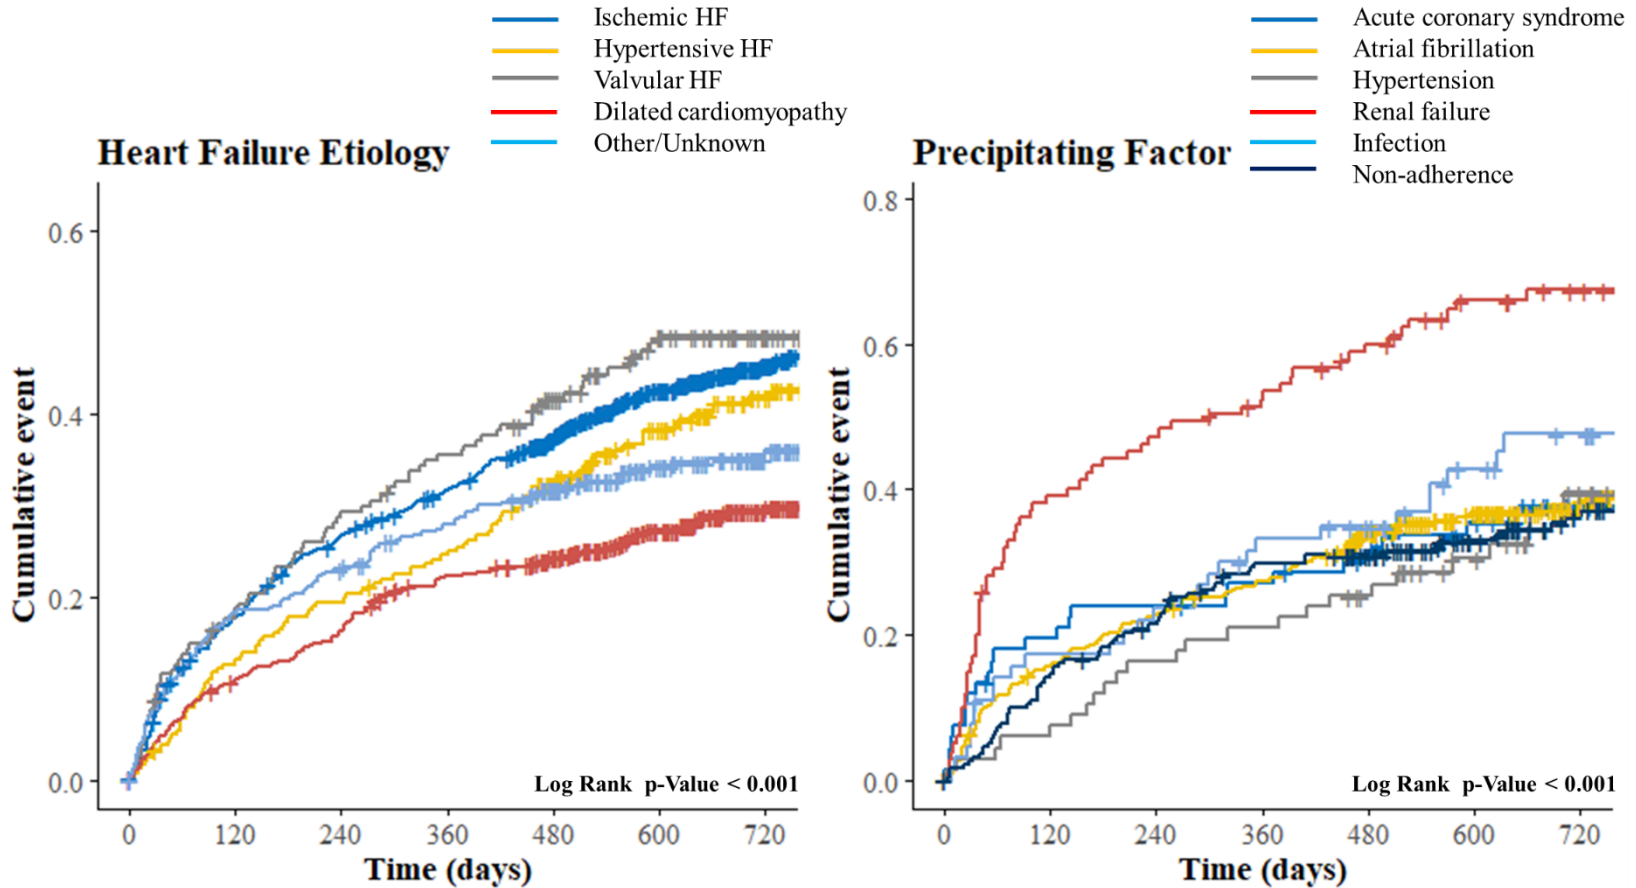 Ischemic HF
Hypertensive HF
Valvular HF
Dilated cardiomyopathy
Other/Unknown
Heart Failure Etiology
Cumulative event
0.6
0.4
0.2
0.0
Log Rank p-Value < 0.001
0 120 240 360 480 600 720
Time (days)
Acute coronary syndrome
Atrial fibrillation
Hypertension
Renal failure
Infection
Non-adherence
Precipitating Factor
Cumulative event
0.8
0.6
0.4
0.2
0.0
Log Rank p-Value < 0.001
0 120 240 360 480 600 720
Time (days)